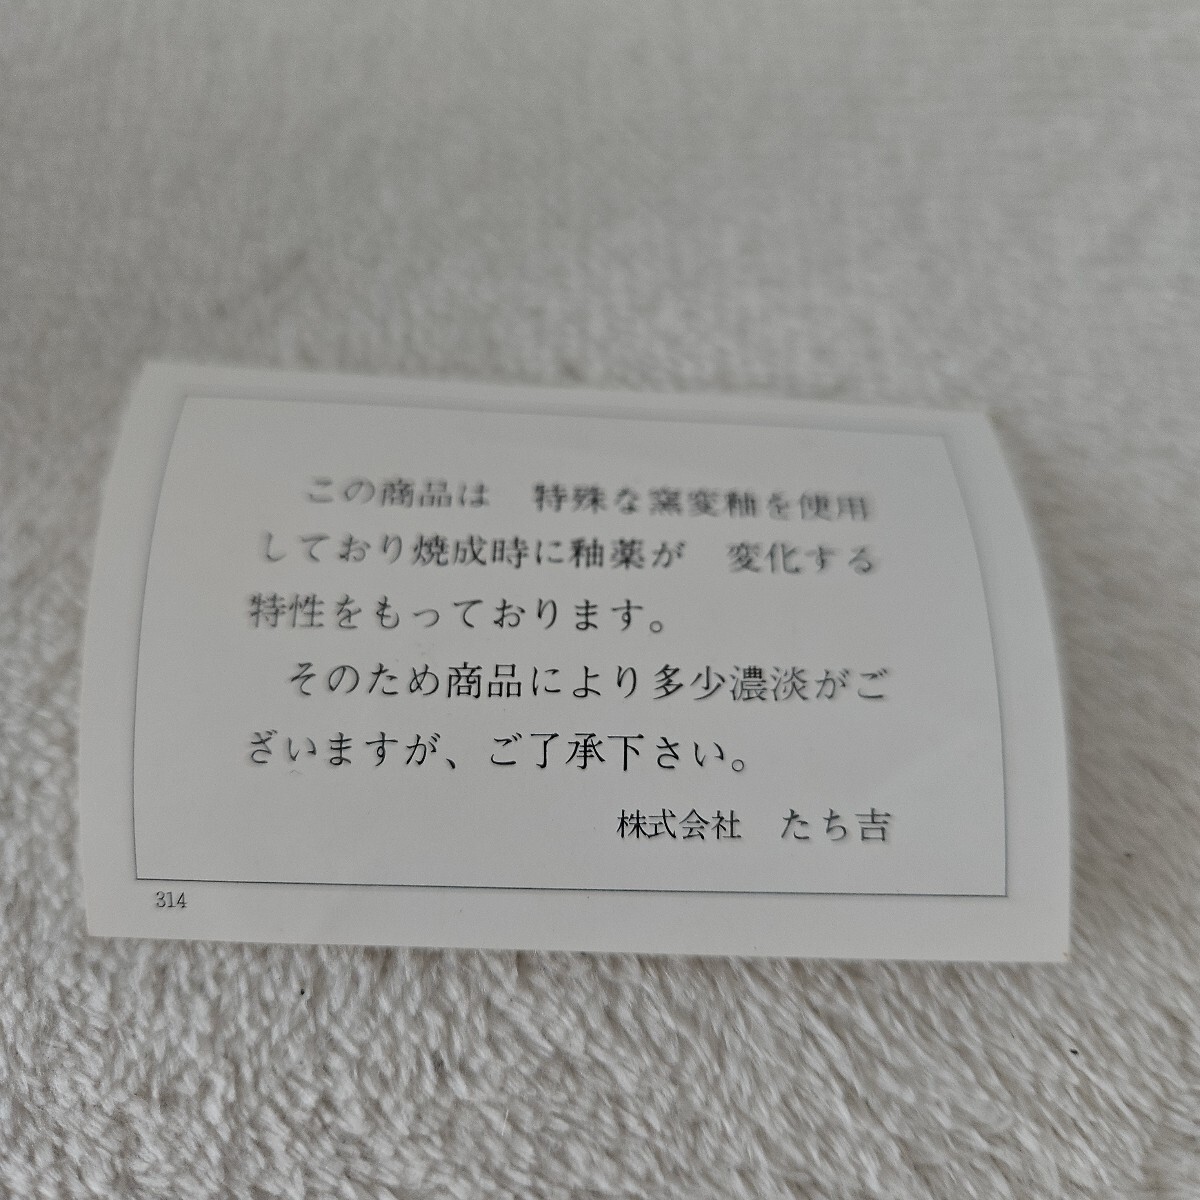 この商品は　特殊な窯変釉を使用
しており焼成時に釉薬が　変化する
特性をもっております。
　そのため商品により多少濃淡がご
ざいますが、ご了承下さい。
株式会社　たち吉
314